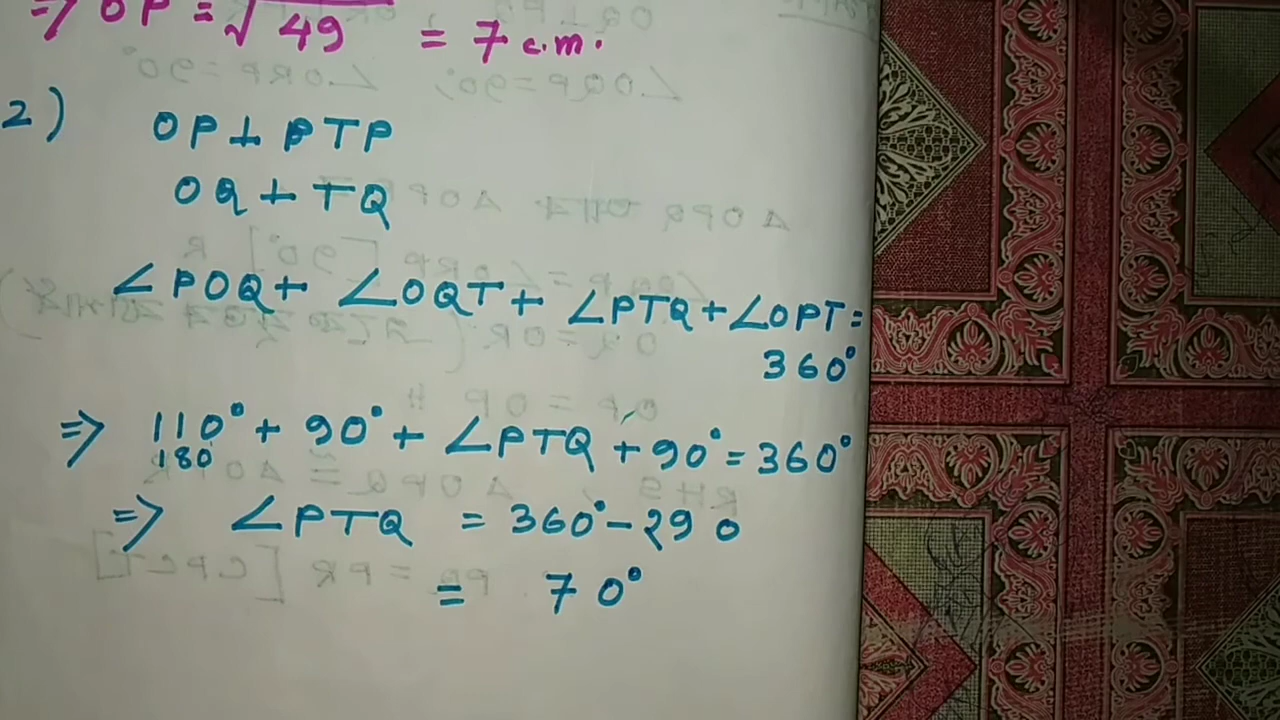 ⇒ OP = √49 = 7 c.m.
2) OP ⊥ PTP
OQ ⊥ TQ
∠POQ + ∠OQT + ∠PTQ + ∠OPT =
360°
⇒ 110° + 90° + ∠PTQ + 90° = 360°
180
⇒ ∠PTQ = 360° - 290
= 70°